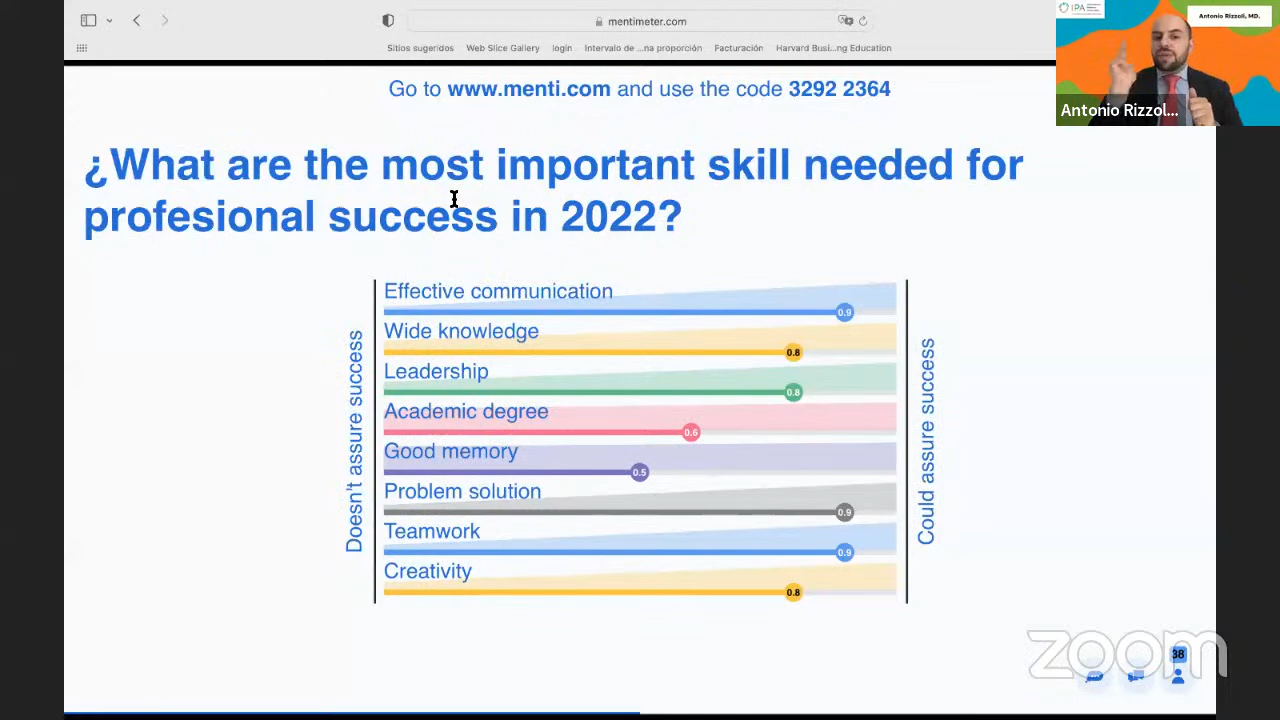 mentimeter.com
Sitios sugeridos Web Slice Gallery login Intervalo de ...na proporción Facturación Harvard Busi...ng Education
IPA
Antonio Rizzoli, MD.
Antonio Rizzol...
Go to www.menti.com and use the code 3292 2364
¿What are the most important skill needed for
profesional success in 2022?
Doesn't assure success
Effective communication
0.9
Wide knowledge
0.8
Leadership
0.8
Academic degree
0.6
Good memory
0.5
Problem solution
0.9
Teamwork
0.9
Creativity
0.8
Could assure success
zoom
38